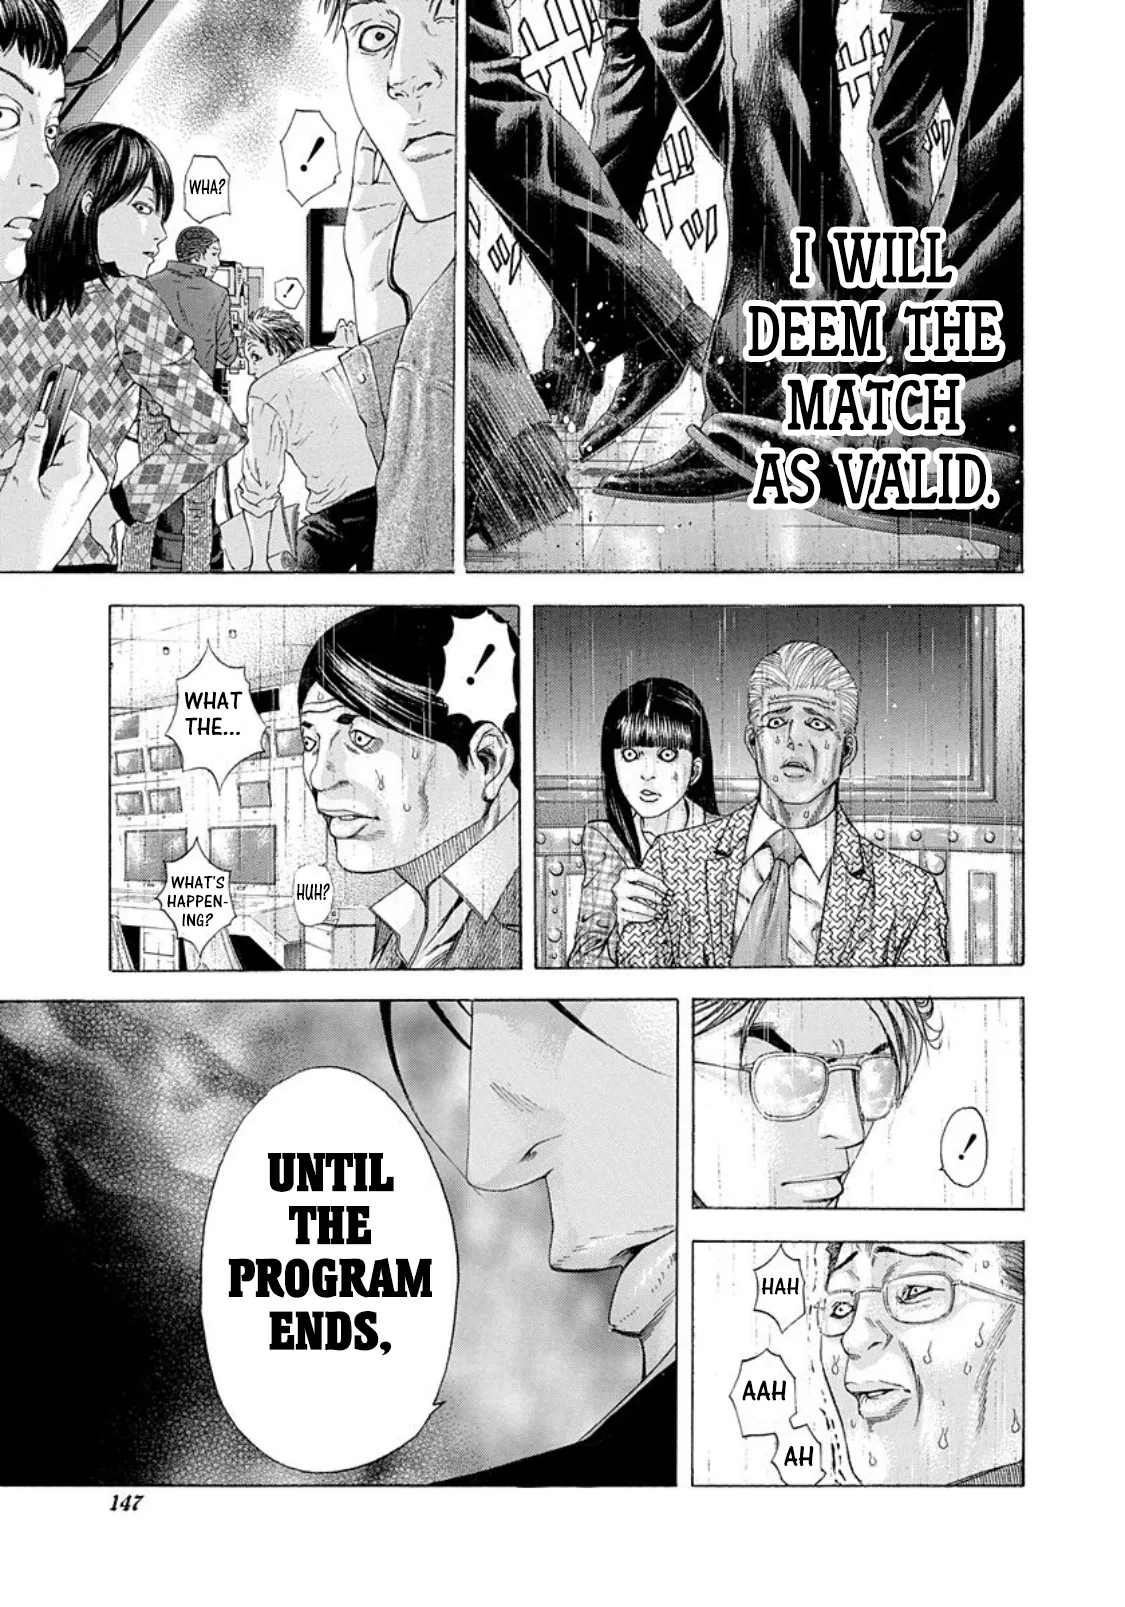 I WILL
DEEM THE
MATCH
AS VALID.
!
WHA?
!
!
WHAT
THE...
WHAT'S
HAPPEN-
ING?
HUH?
!
UNTIL
THE
PROGRAM
ENDS,
HAH
AAH
AH
147